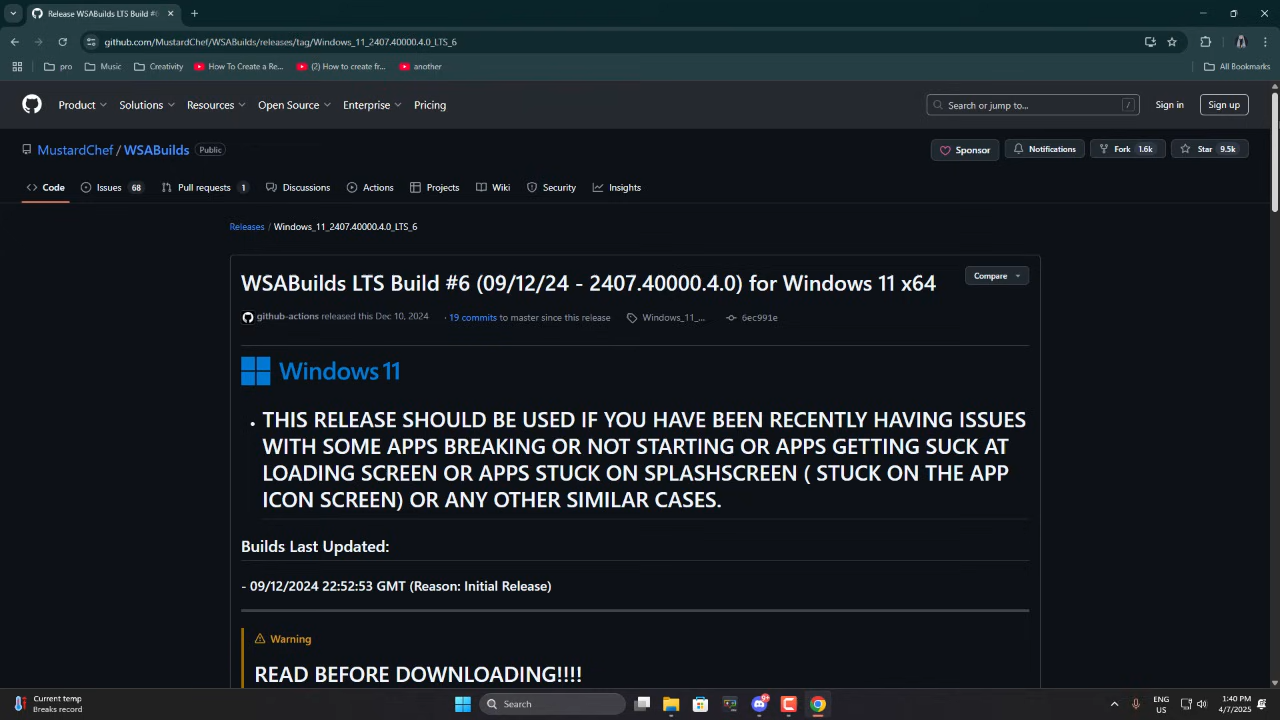 Release WSABuilds LTS Build #6
github.com/MustardChef/WSABuilds/releases/tag/Windows_11_2407.40000.4.0_LTS_6
pro Music Creativity How To Create a Re... (2) How to create fr... another All Bookmarks
Product Solutions Resources Open Source Enterprise Pricing Search or jump to... / Sign in Sign up
MustardChef / WSABuilds Public Sponsor Notifications Fork 1.6k Star 9.5k
Code Issues 68 Pull requests 1 Discussions Actions Projects Wiki Security Insights
Releases / Windows_11_2407.40000.4.0_LTS_6
WSABuilds LTS Build #6 (09/12/24 - 2407.40000.4.0) for Windows 11 x64 Compare
github-actions released this Dec 10, 2024 · 19 commits to master since this release Windows_11_... 6ec991e
Windows 11
• THIS RELEASE SHOULD BE USED IF YOU HAVE BEEN RECENTLY HAVING ISSUES
WITH SOME APPS BREAKING OR NOT STARTING OR APPS GETTING SUCK AT
LOADING SCREEN OR APPS STUCK ON SPLASHSCREEN ( STUCK ON THE APP
ICON SCREEN) OR ANY OTHER SIMILAR CASES.
Builds Last Updated:
- 09/12/2024 22:52:53 GMT (Reason: Initial Release)
Warning
READ BEFORE DOWNLOADING!!!!
Current temp
Breaks record
Search
ENG
US
1:40 PM
4/7/2025